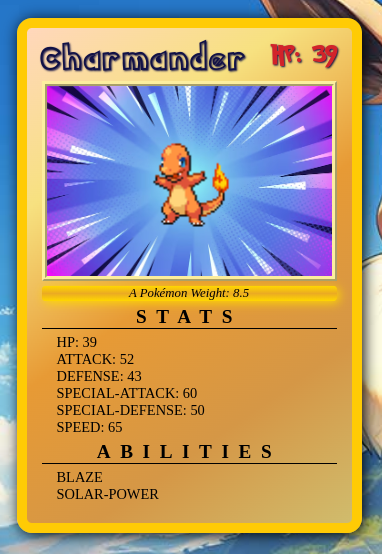 Charmander
HP: 39
A Pokémon Weight: 8.5
STATS
HP: 39
ATTACK: 52
DEFENSE: 43
SPECIAL-ATTACK: 60
SPECIAL-DEFENSE: 50
SPEED: 65
ABILITIES
BLAZE
SOLAR-POWER